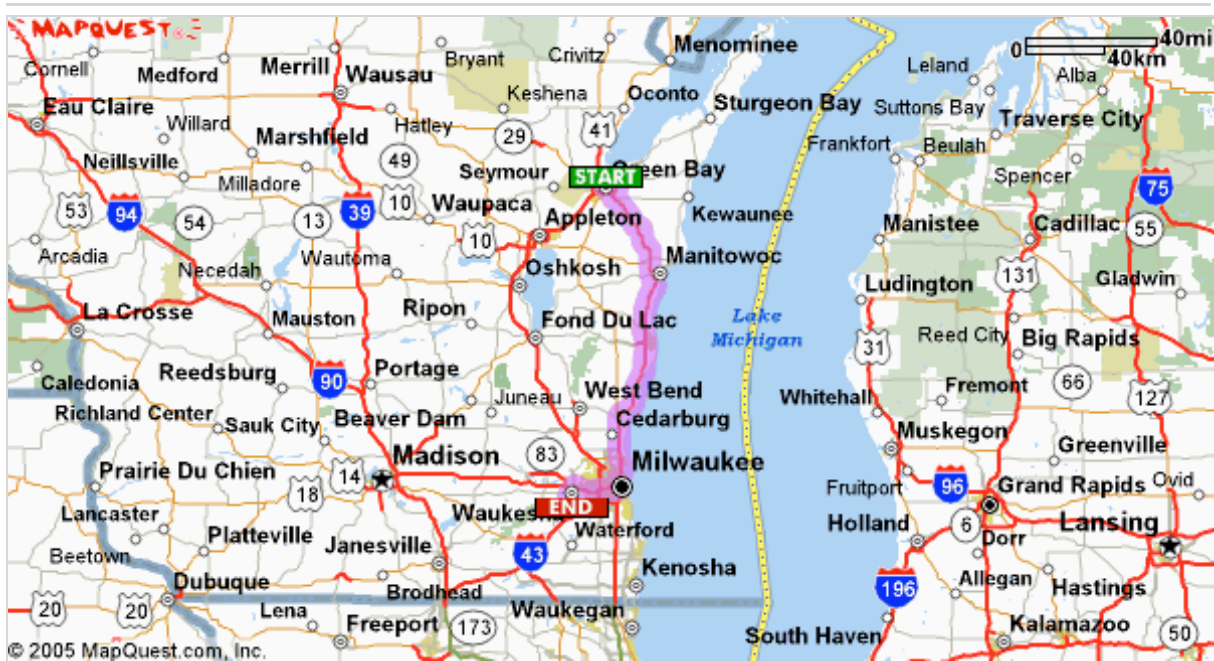 MAPQUEST
40mi
0
40km
Cornell
Medford
Merrill
Wausau
Bryant
Crivitz
Menominee
Leland
Alba
Eau Claire
Keshena
Oconto
Sturgeon Bay
Suttons Bay
Traverse City
Willard
Marshfield
Hatley
29
41
Frankfort
Beulah
Neillsville
49
Seymour
START
Green Bay
Spencer
75
Milladore
53
94
54
13
39
10
Waupaca
Appleton
Kewaunee
Manistee
Cadillac
55
Arcadia
Necedah
Wautoma
10
Oshkosh
Manitowoc
131
Gladwin
Ludington
La Crosse
Mauston
Ripon
Fond Du Lac
Lake
Michigan
31
Reed City
Big Rapids
Caledonia
Reedsburg
90
Portage
66
Richland Center
Juneau
West Bend
Whitehall
Fremont
127
Sauk City
Beaver Dam
Cedarburg
Muskegon
Greenville
Prairie Du Chien
14
Madison
83
Milwaukee
18
Fruitport
96
Grand Rapids
Ovid
Lancaster
Waukesha
END
Platteville
Waterford
Holland
6
Lansing
Beetown
Janesville
43
Dorr
Dubuque
Brodhead
Kenosha
196
Allegan
Hastings
20
20
Lena
Freeport
173
Waukegan
South Haven
Kalamazoo
50
© 2005 MapQuest.com, Inc.